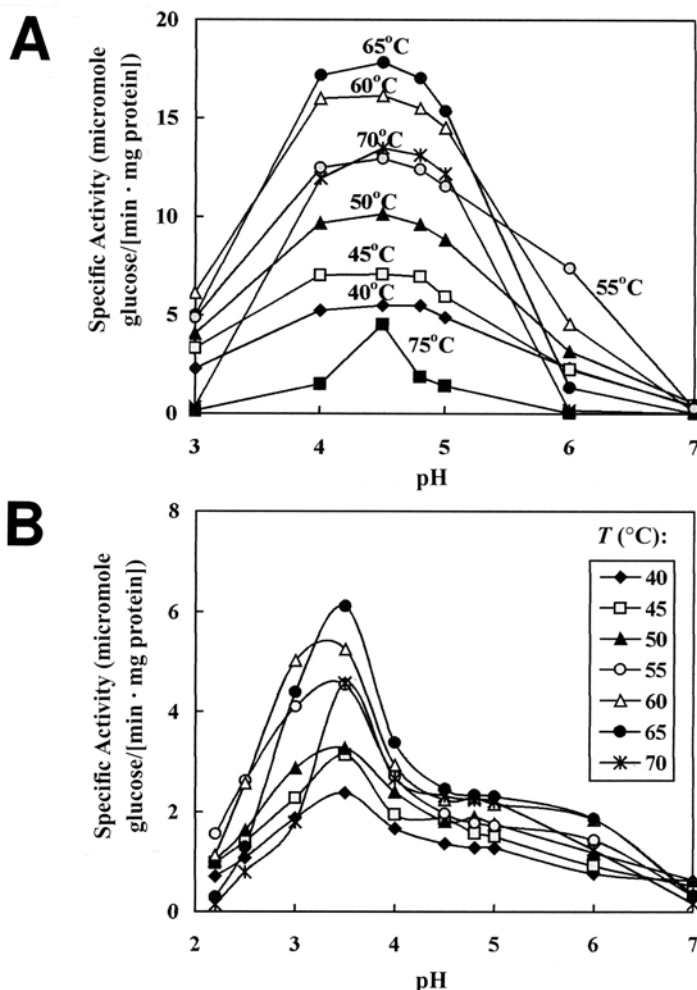 A
Specific Activity (micromole
glucose/[min · mg protein])
20
15
10
5
0
65°C
60°C
70°C
50°C
45°C
40°C
75°C
55°C
3 4 5 6 7
pH
B
Specific Activity (micromole
glucose/[min · mg protein])
8
6
4
2
0
T (°C):
40
45
50
55
60
65
70
2 3 4 5 6 7
pH